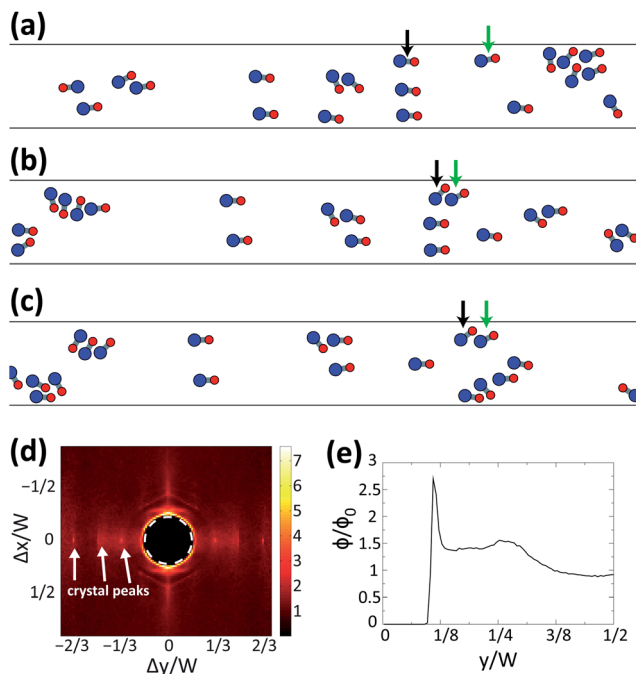 (a)
(b)
(c)
(d)
(e)
−1/2
0
1/2
Δx/W
crystal peaks
−2/3 −1/3 0 1/3 2/3
Δy/W
7
6
5
4
3
2
1
3
2.5
2
1.5
1
0.5
0
ϕ/ϕ0
0 1/8 1/4 3/8 1/2
y/W